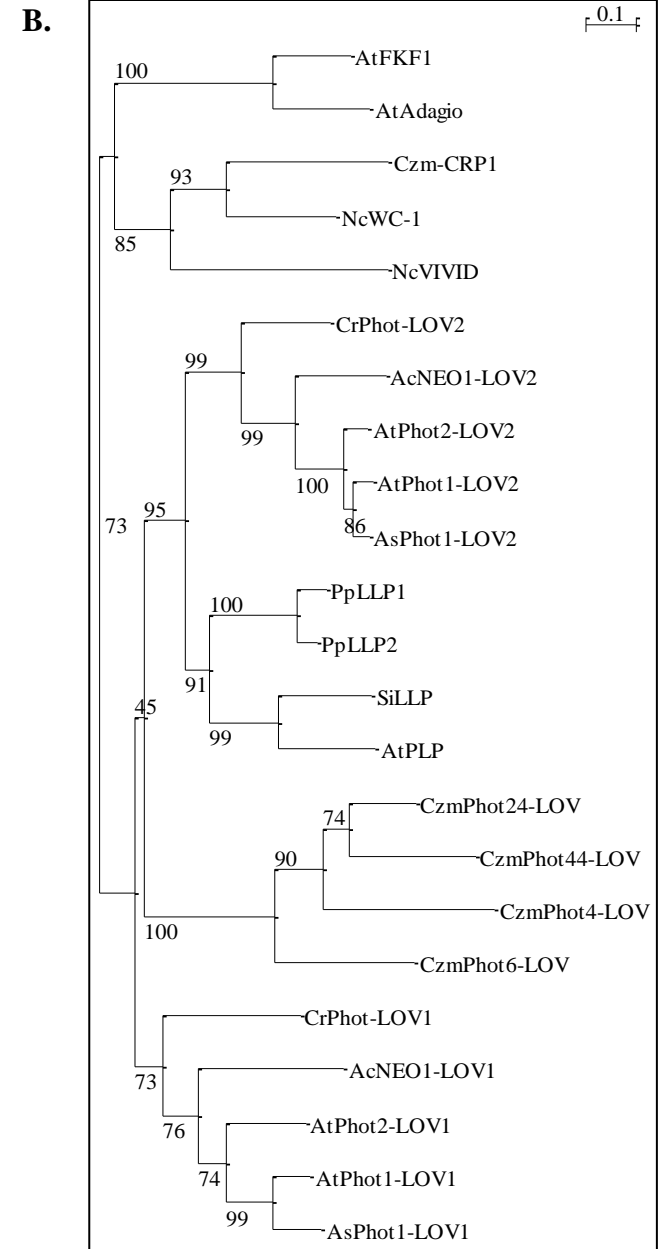 B.
0.1
AtFKF1
100
AtAdagio
Czm-CRP1
93
NcWC-1
85
NcVIVID
CrPhot-LOV2
99
AcNEO1-LOV2
99
AtPhot2-LOV2
100
AtPhot1-LOV2
95
73
86
AsPhot1-LOV2
PpLLP1
100
PpLLP2
91
SiLLP
45
99
AtPLP
CzmPhot24-LOV
74
CzmPhot44-LOV
90
CzmPhot4-LOV
100
CzmPhot6-LOV
CrPhot-LOV1
73
AcNEO1-LOV1
76
AtPhot2-LOV1
74
AtPhot1-LOV1
99
AsPhot1-LOV1